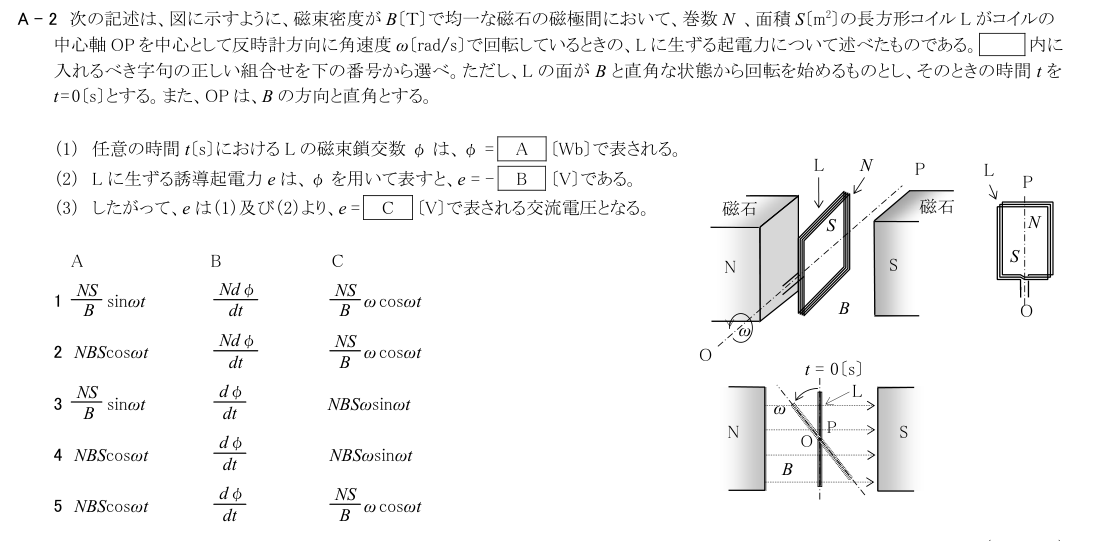 A－2 次の記述は、図に示すように、磁束密度が B〔T〕で均一な磁石の磁極間において、巻数 N 、面積 S〔m²〕の長方形コイル L がコイルの
中心軸 OP を中心として反時計方向に角速度 ω〔rad/s〕で回転しているときの、L に生ずる起電力について述べたものである。□内に
入れるべき字句の正しい組合せを下の番号から選べ。ただし、L の面が B と直角な状態から回転を始めるものとし、そのときの時間 t を
t=0〔s〕とする。また、OP は、B の方向と直角とする。
(1) 任意の時間 t〔s〕における L の磁束鎖交数 φ は、φ = A 〔Wb〕で表される。
(2) L に生ずる誘導起電力 e は、φ を用いて表すと、e = － B 〔V〕である。
(3) したがって、e は(1)及び(2)より、e = C 〔V〕で表される交流電圧となる。
A B C
1 NS/B sinωt Ndφ/dt NS/B ω cosωt
2 NBScosωt Ndφ/dt NS/B ω cosωt
3 NS/B sinωt dφ/dt NBSωsinωt
4 NBScosωt dφ/dt NBSωsinωt
5 NBScosωt dφ/dt NS/B ω cosωt
L N P
磁石 磁石
S
N S
B
ω
O
L P
N
S
O
t = 0〔s〕
L
ω
N O P S
B